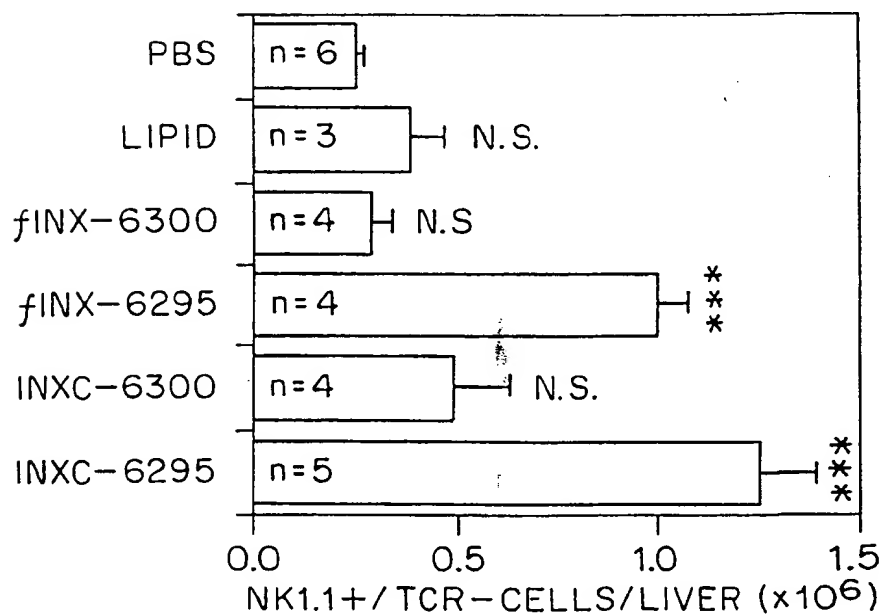 PBS n=6
LIPID n=3 N.S.
fINX-6300 n=4 N.S
fINX-6295 n=4 ***
INXC-6300 n=4 N.S.
INXC-6295 n=5 ***
0.0 0.5 1.0 1.5
NK1.1+/TCR-CELLS/LIVER (x10⁶)